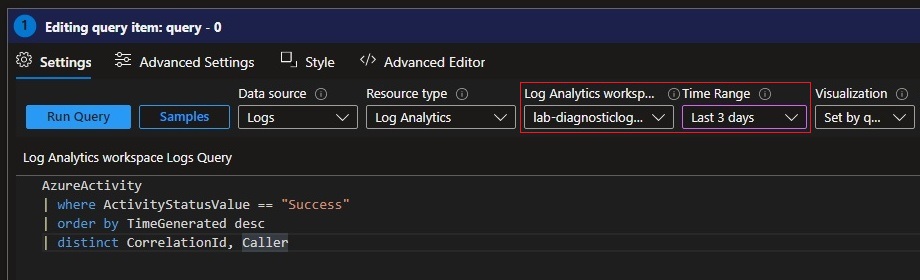 1 Editing query item: query - 0
Settings Advanced Settings Style Advanced Editor
Data source Resource type Log Analytics worksp... Time Range Visualization
Run Query Samples Logs Log Analytics lab-diagnosticlog... Last 3 days Set by q...
Log Analytics workspace Logs Query
AzureActivity
| where ActivityStatusValue == "Success"
| order by TimeGenerated desc
| distinct CorrelationId, Caller